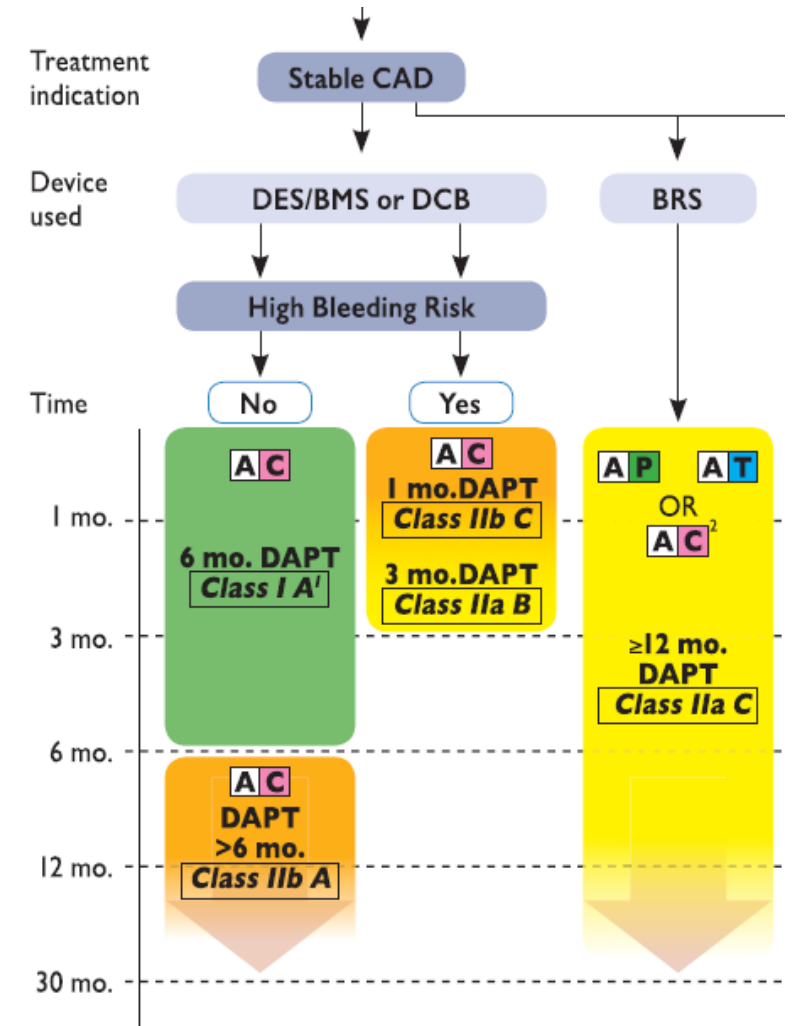 Treatment
indication
Stable CAD
Device
used
DES/BMS or DCB
BRS
High Bleeding Risk
Time
No
Yes
A C
1 mo.DAPT
Class IIb C
3 mo.DAPT
Class IIa B
A C
6 mo. DAPT
Class I A¹
A P A T
OR
A C ²
≥12 mo.
DAPT
Class IIa C
1 mo.
3 mo.
6 mo.
A C
DAPT
>6 mo.
Class IIb A
12 mo.
30 mo.